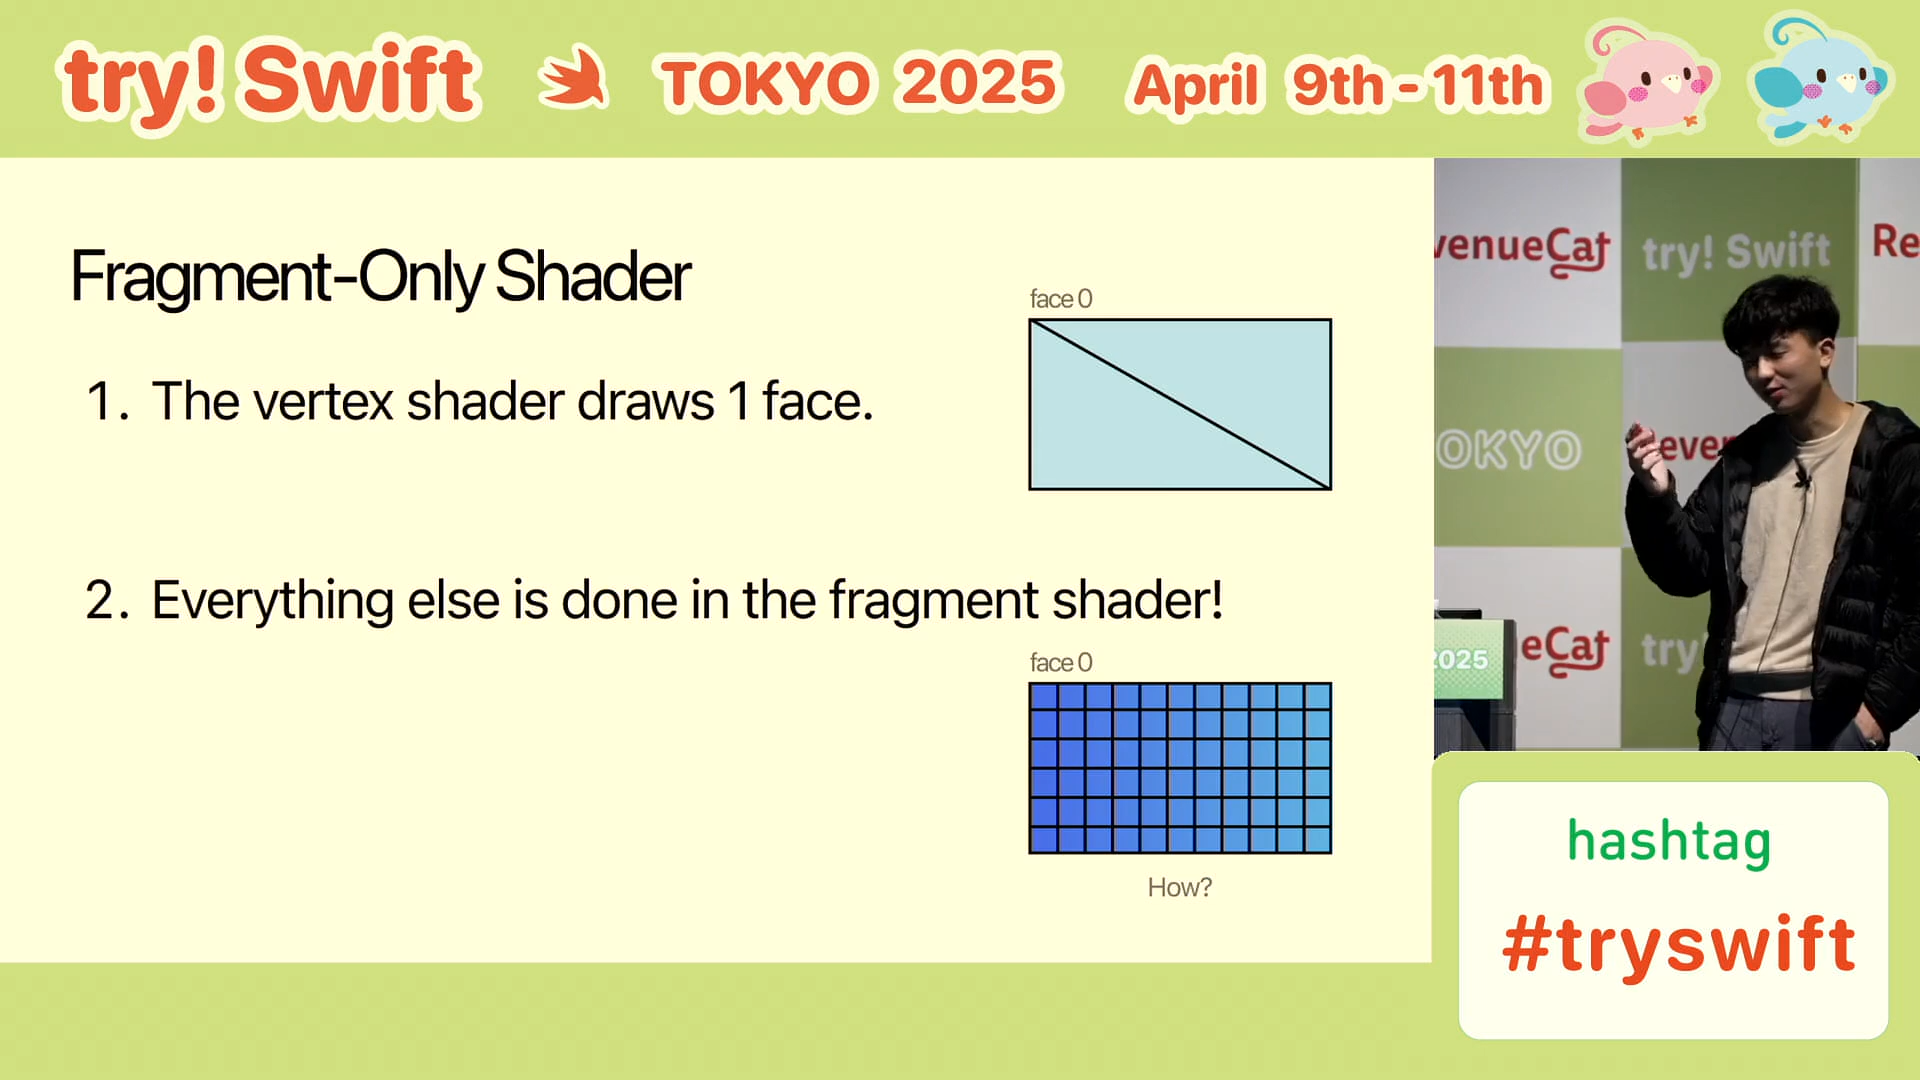 try! Swift TOKYO 2025 April 9th-11th
Fragment-Only Shader
face 0
1. The vertex shader draws 1 face.
2. Everything else is done in the fragment shader!
face 0
How?
venueCat try! Swift Re
OKYO Reve
eCat try
2025
hashtag
#tryswift